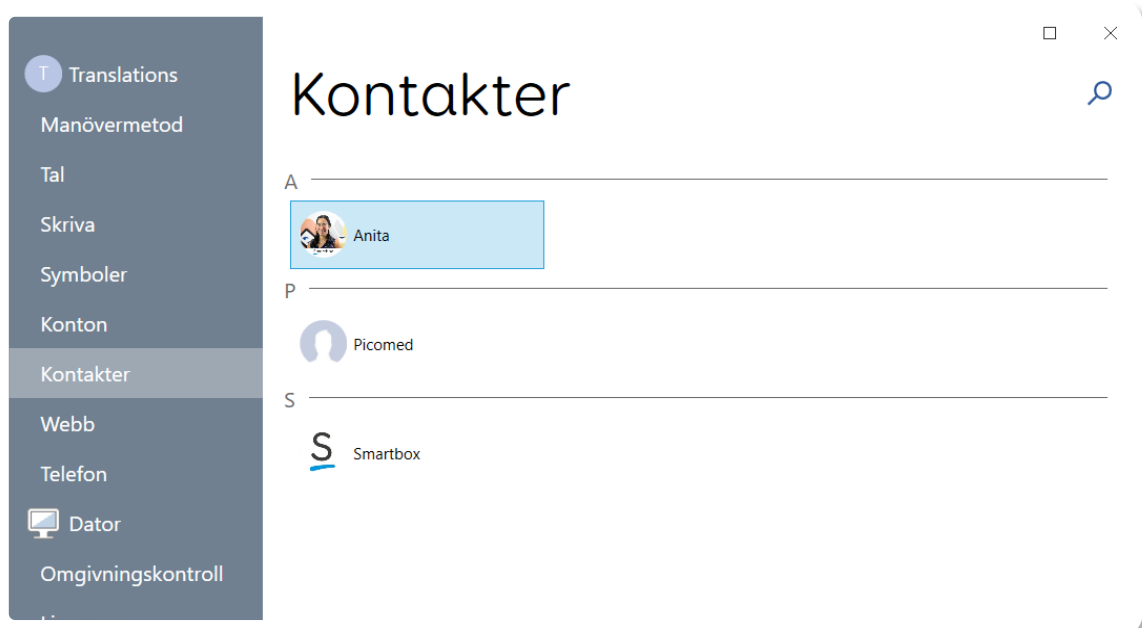 T Translations
Manövermetod
Tal
Skriva
Symboler
Konton
Kontakter
Webb
Telefon
Dator
Omgivningskontroll
Kontakter
A
Anita
P
Picomed
S
S Smartbox